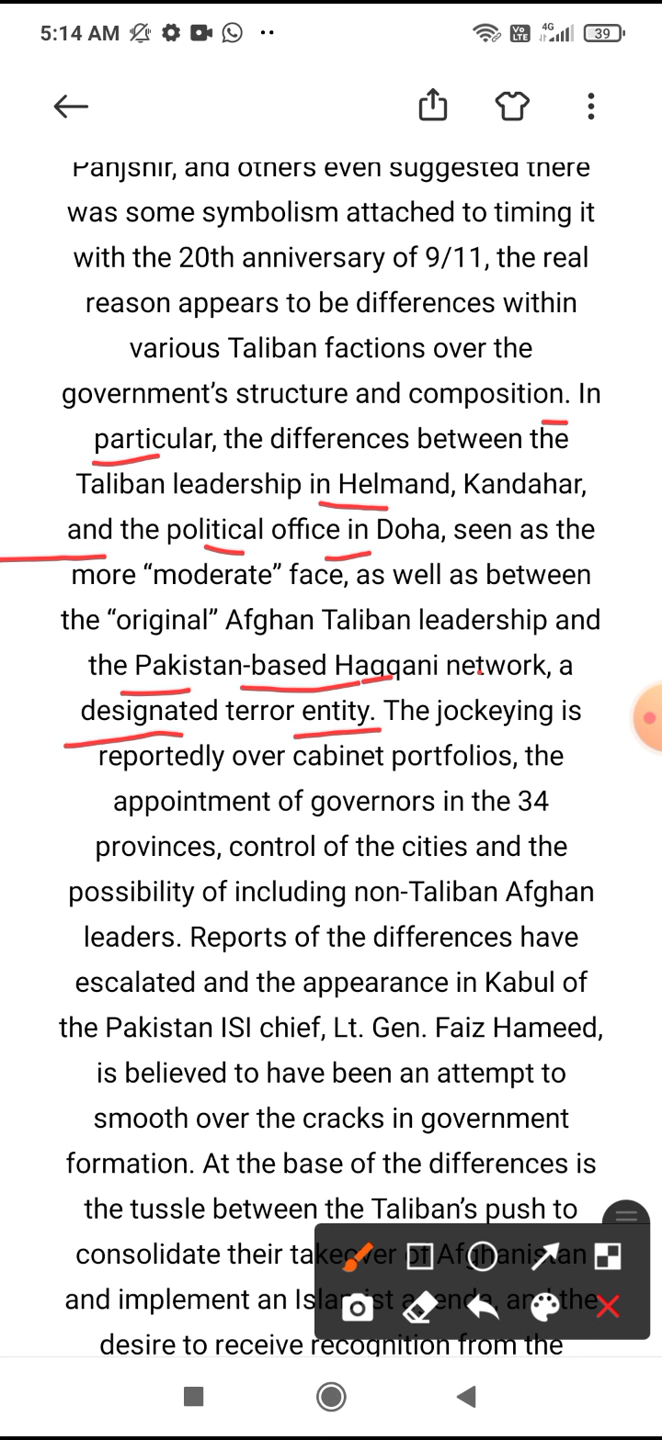 5:14 AM
VoLTE 4G 39
Panjshir, and others even suggested there
was some symbolism attached to timing it
with the 20th anniversary of 9/11, the real
reason appears to be differences within
various Taliban factions over the
government’s structure and composition. In
particular, the differences between the
Taliban leadership in Helmand, Kandahar,
and the political office in Doha, seen as the
more “moderate” face, as well as between
the “original” Afghan Taliban leadership and
the Pakistan-based Haqqani network, a
designated terror entity. The jockeying is
reportedly over cabinet portfolios, the
appointment of governors in the 34
provinces, control of the cities and the
possibility of including non-Taliban Afghan
leaders. Reports of the differences have
escalated and the appearance in Kabul of
the Pakistan ISI chief, Lt. Gen. Faiz Hameed,
is believed to have been an attempt to
smooth over the cracks in government
formation. At the base of the differences is
the tussle between the Taliban’s push to
consolidate their takeover of Afghanistan
and implement an Islamist agenda, and the
desire to receive recognition from the